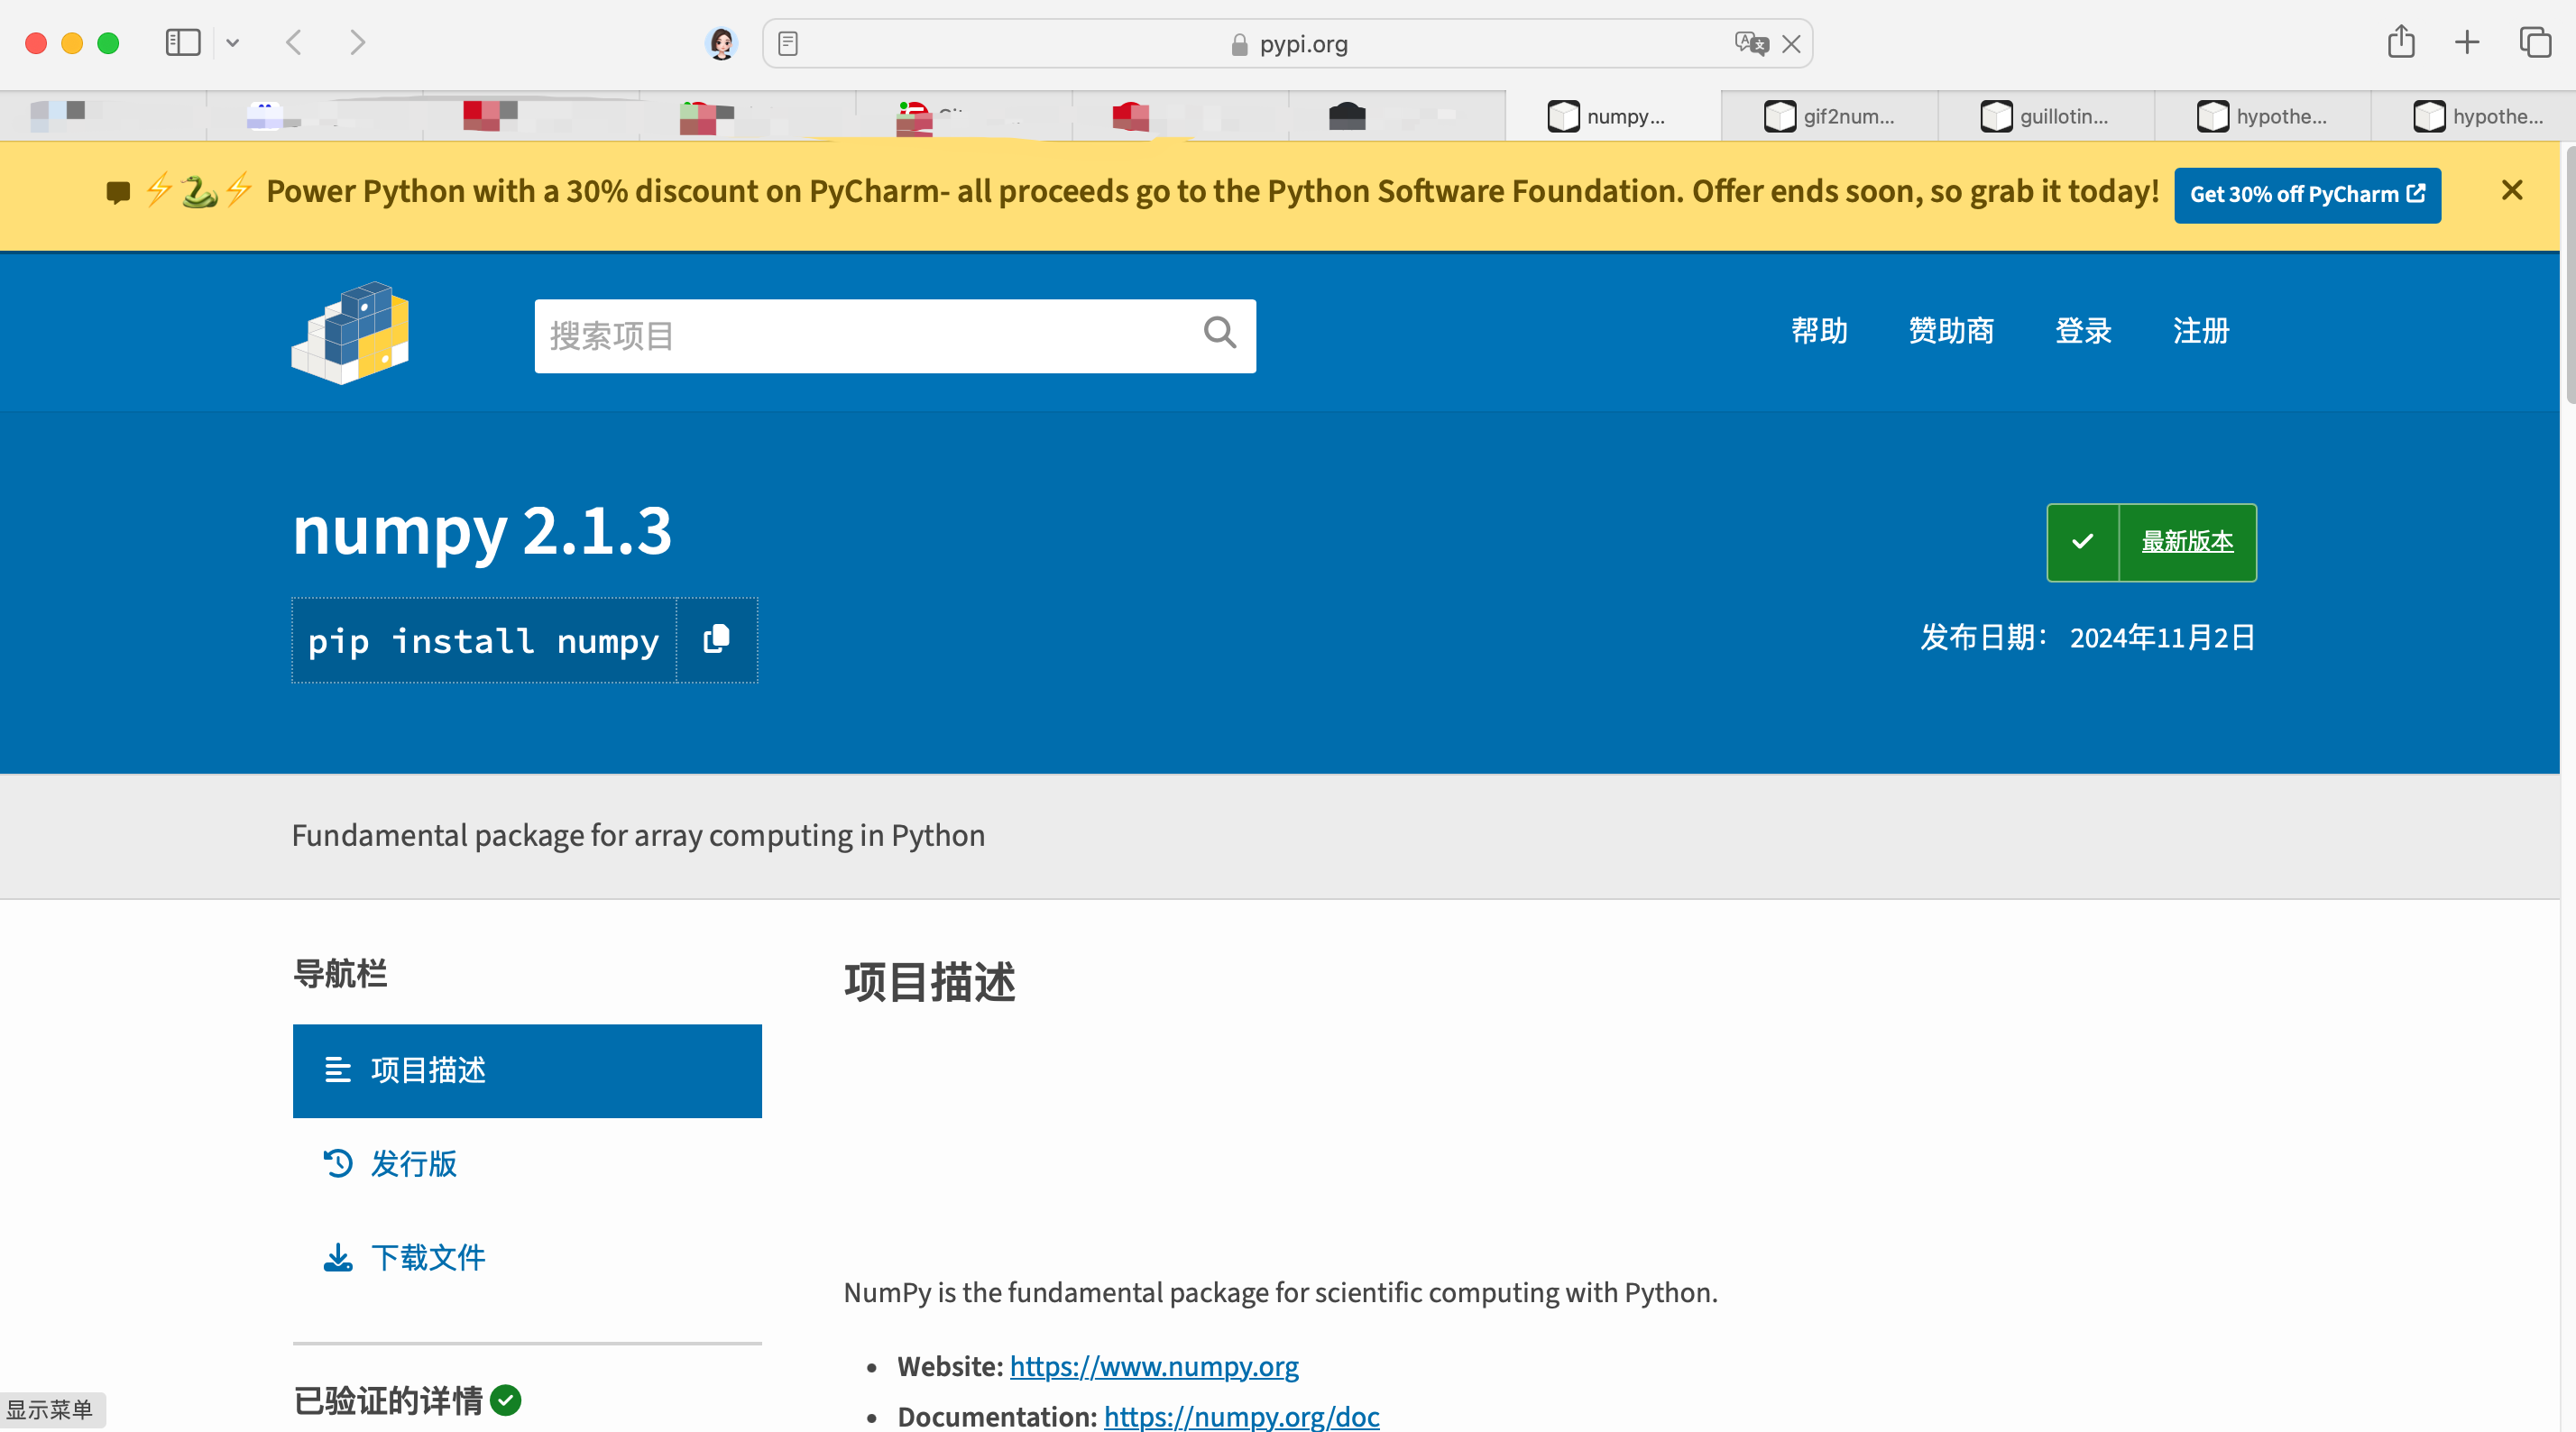 pypi.org
numpy...
gif2num...
guillotin...
hypothe...
hypothe...
Power Python with a 30% discount on PyCharm- all proceeds go to the Python Software Foundation. Offer ends soon, so grab it today!
Get 30% off PyCharm
搜索项目
帮助
赞助商
登录
注册
numpy 2.1.3
最新版本
pip install numpy
发布日期： 2024年11月2日
Fundamental package for array computing in Python
导航栏
项目描述
项目描述
发行版
下载文件
NumPy is the fundamental package for scientific computing with Python.
Website: https://www.numpy.org
已验证的详情
Documentation: https://numpy.org/doc
显示菜单